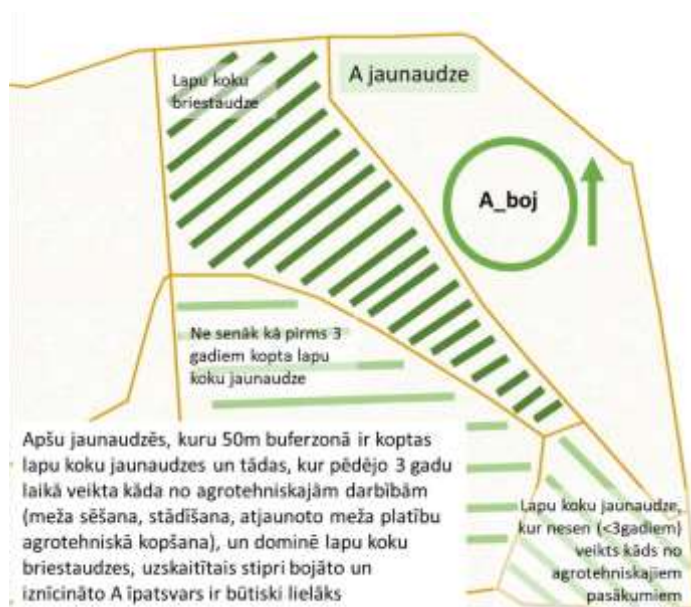 Lapu koku
briestaudze
A jaunaudze
A_boj
Ne senāk kā pirms 3
gadiem kopta lapu
koku jaunaudze
Apšu jaunaudzēs, kuru 50m buferzonā ir koptas
lapu koku jaunaudzes un tādas, kur pēdējo 3 gadu
laikā veikta kāda no agrotehniskajām darbībām
(meža sēšana, stādīšana, atjaunoto meža platību
agrotehniskā kopšana), un dominē lapu koku
briestaudzes, uzskaitītais stipri bojāto un
iznīcināto A īpatsvars ir būtiski lielāks
Lapu koku jaunaudze,
kur nesen (<3gadiem)
veikts kāds no
agrotehniskajiem
pasākumiem